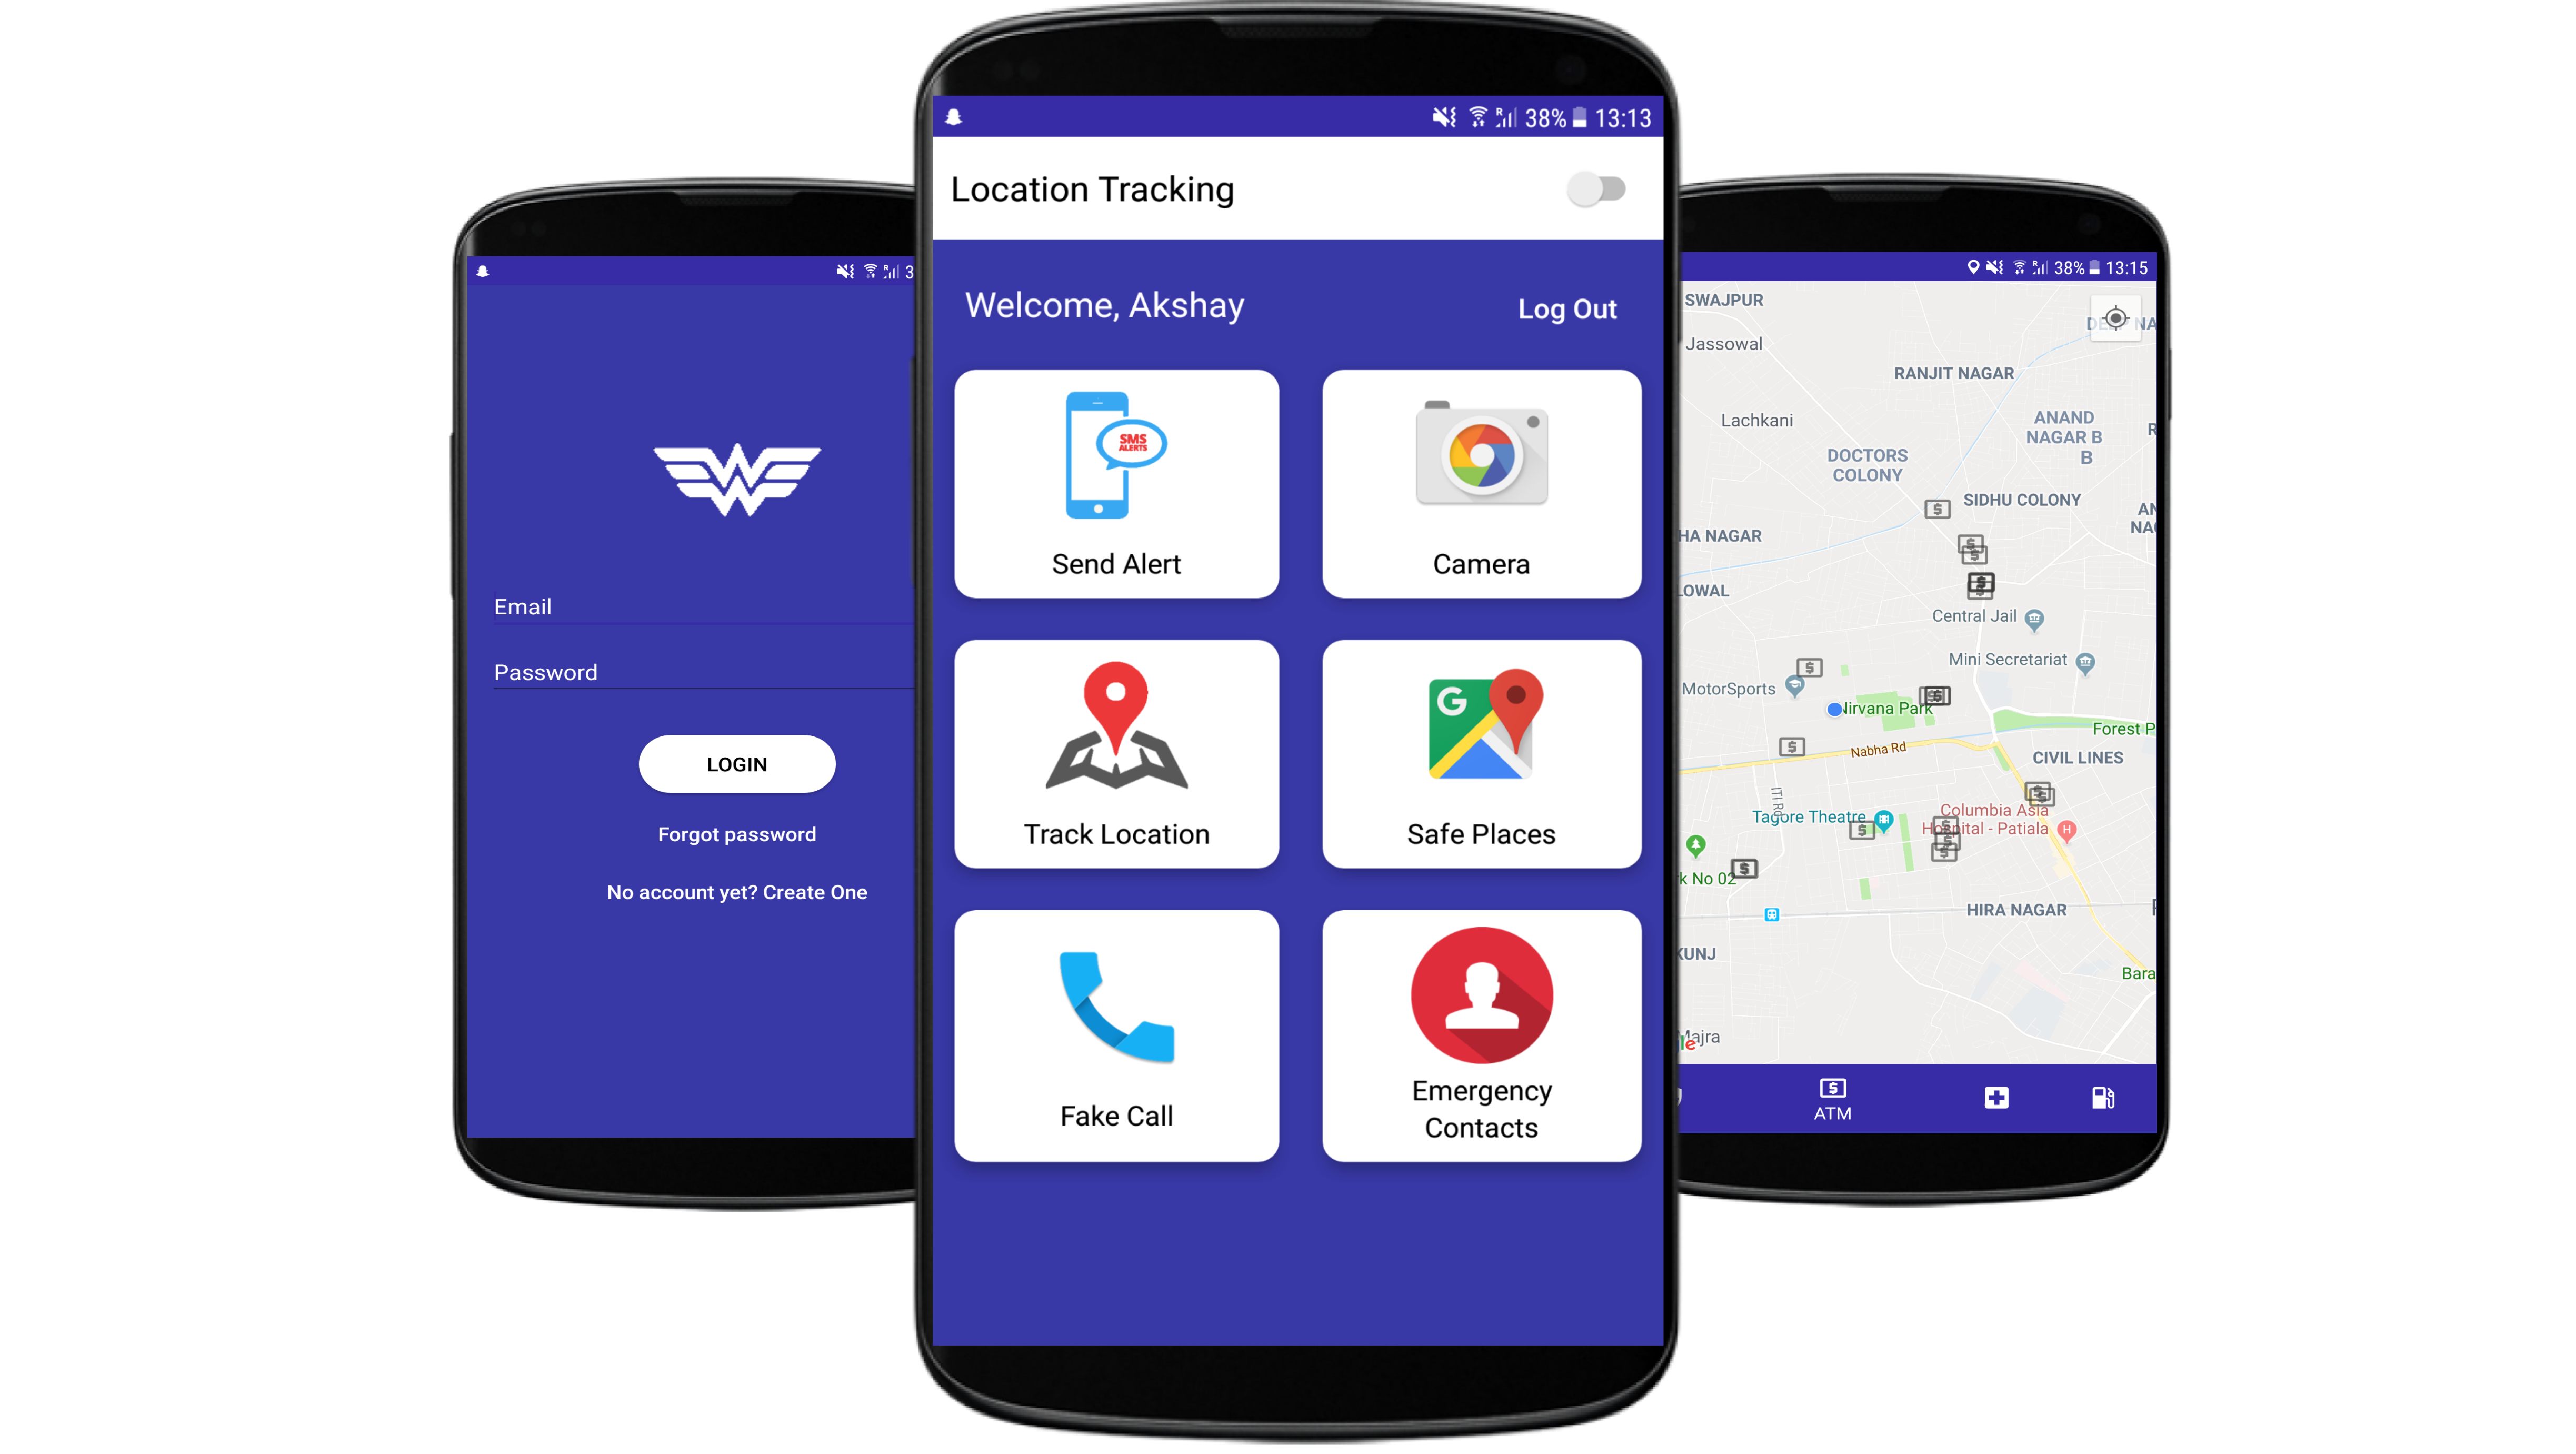 Email
Password
LOGIN
Forgot password
No account yet? Create One
38% 13:13
Location Tracking
Welcome, Akshay
Log Out
SMS
ALERTS
Send Alert
Camera
Track Location
G
Safe Places
Fake Call
Emergency
Contacts
38% 13:15
SWAJPUR
Jassowal
RANJIT NAGAR
Lachkani
ANAND
NAGAR B
B
DOCTORS
COLONY
SIDHU COLONY
HA NAGAR
LOWAL
Central Jail
Mini Secretariat
MotorSports
Nirvana Park
Forest P
Nabha Rd
CIVIL LINES
ITI Rd
Tagore Theatre
Columbia Asia
Hospital - Patiala
k No 02
HIRA NAGAR
KUNJ
Bara
Majra
ATM